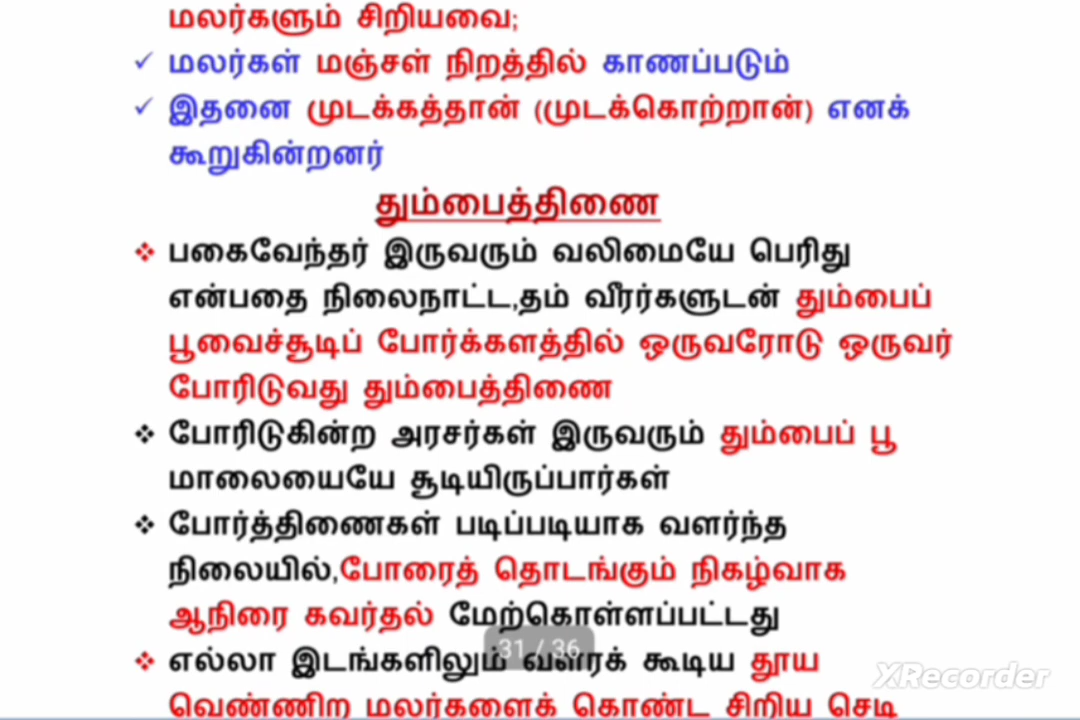 மலர்களும் சிறியவை;
✓ மலர்கள் மஞ்சள் நிறத்தில் காணப்படும்
✓ இதனை முடக்கத்தான் (முடக்கொற்றான்) எனக்
கூறுகின்றனர்
தும்பைத்திணை
❖ பகைவேந்தர் இருவரும் வலிமையே பெரிது
என்பதை நிலைநாட்ட,தம் வீரர்களுடன் தும்பைப்
பூவைச்சூடிப் போர்க்களத்தில் ஒருவரோடு ஒருவர்
போரிடுவது தும்பைத்திணை
❖ போரிடுகின்ற அரசர்கள் இருவரும் தும்பைப் பூ
மாலையையே சூடியிருப்பார்கள்
❖ போர்த்திணைகள் படிப்படியாக வளர்ந்த
நிலையில்,போரைத் தொடங்கும் நிகழ்வாக
ஆநிரை கவர்தல் மேற்கொள்ளப்பட்டது
31 / 36
❖ எல்லா இடங்களிலும் வளரக் கூடிய தூய
வெண்ணிற மலர்களைக் கொண்ட சிறிய செடி
XRecorder